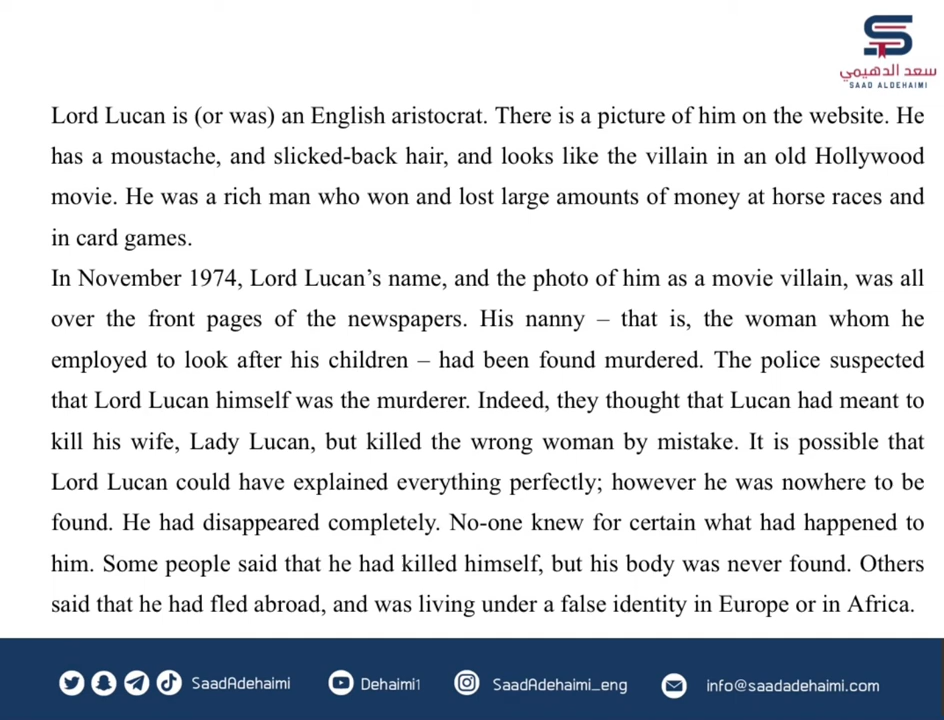 سعد الدهيمي
SAAD ALDEHAIMI
Lord Lucan is (or was) an English aristocrat. There is a picture of him on the website. He
has a moustache, and slicked-back hair, and looks like the villain in an old Hollywood
movie. He was a rich man who won and lost large amounts of money at horse races and
in card games.
In November 1974, Lord Lucan’s name, and the photo of him as a movie villain, was all
over the front pages of the newspapers. His nanny – that is, the woman whom he
employed to look after his children – had been found murdered. The police suspected
that Lord Lucan himself was the murderer. Indeed, they thought that Lucan had meant to
kill his wife, Lady Lucan, but killed the wrong woman by mistake. It is possible that
Lord Lucan could have explained everything perfectly; however he was nowhere to be
found. He had disappeared completely. No-one knew for certain what had happened to
him. Some people said that he had killed himself, but his body was never found. Others
said that he had fled abroad, and was living under a false identity in Europe or in Africa.
SaadAdehaimi Dehaimi1 SaadAdehaimi_eng info@saadadehaimi.com